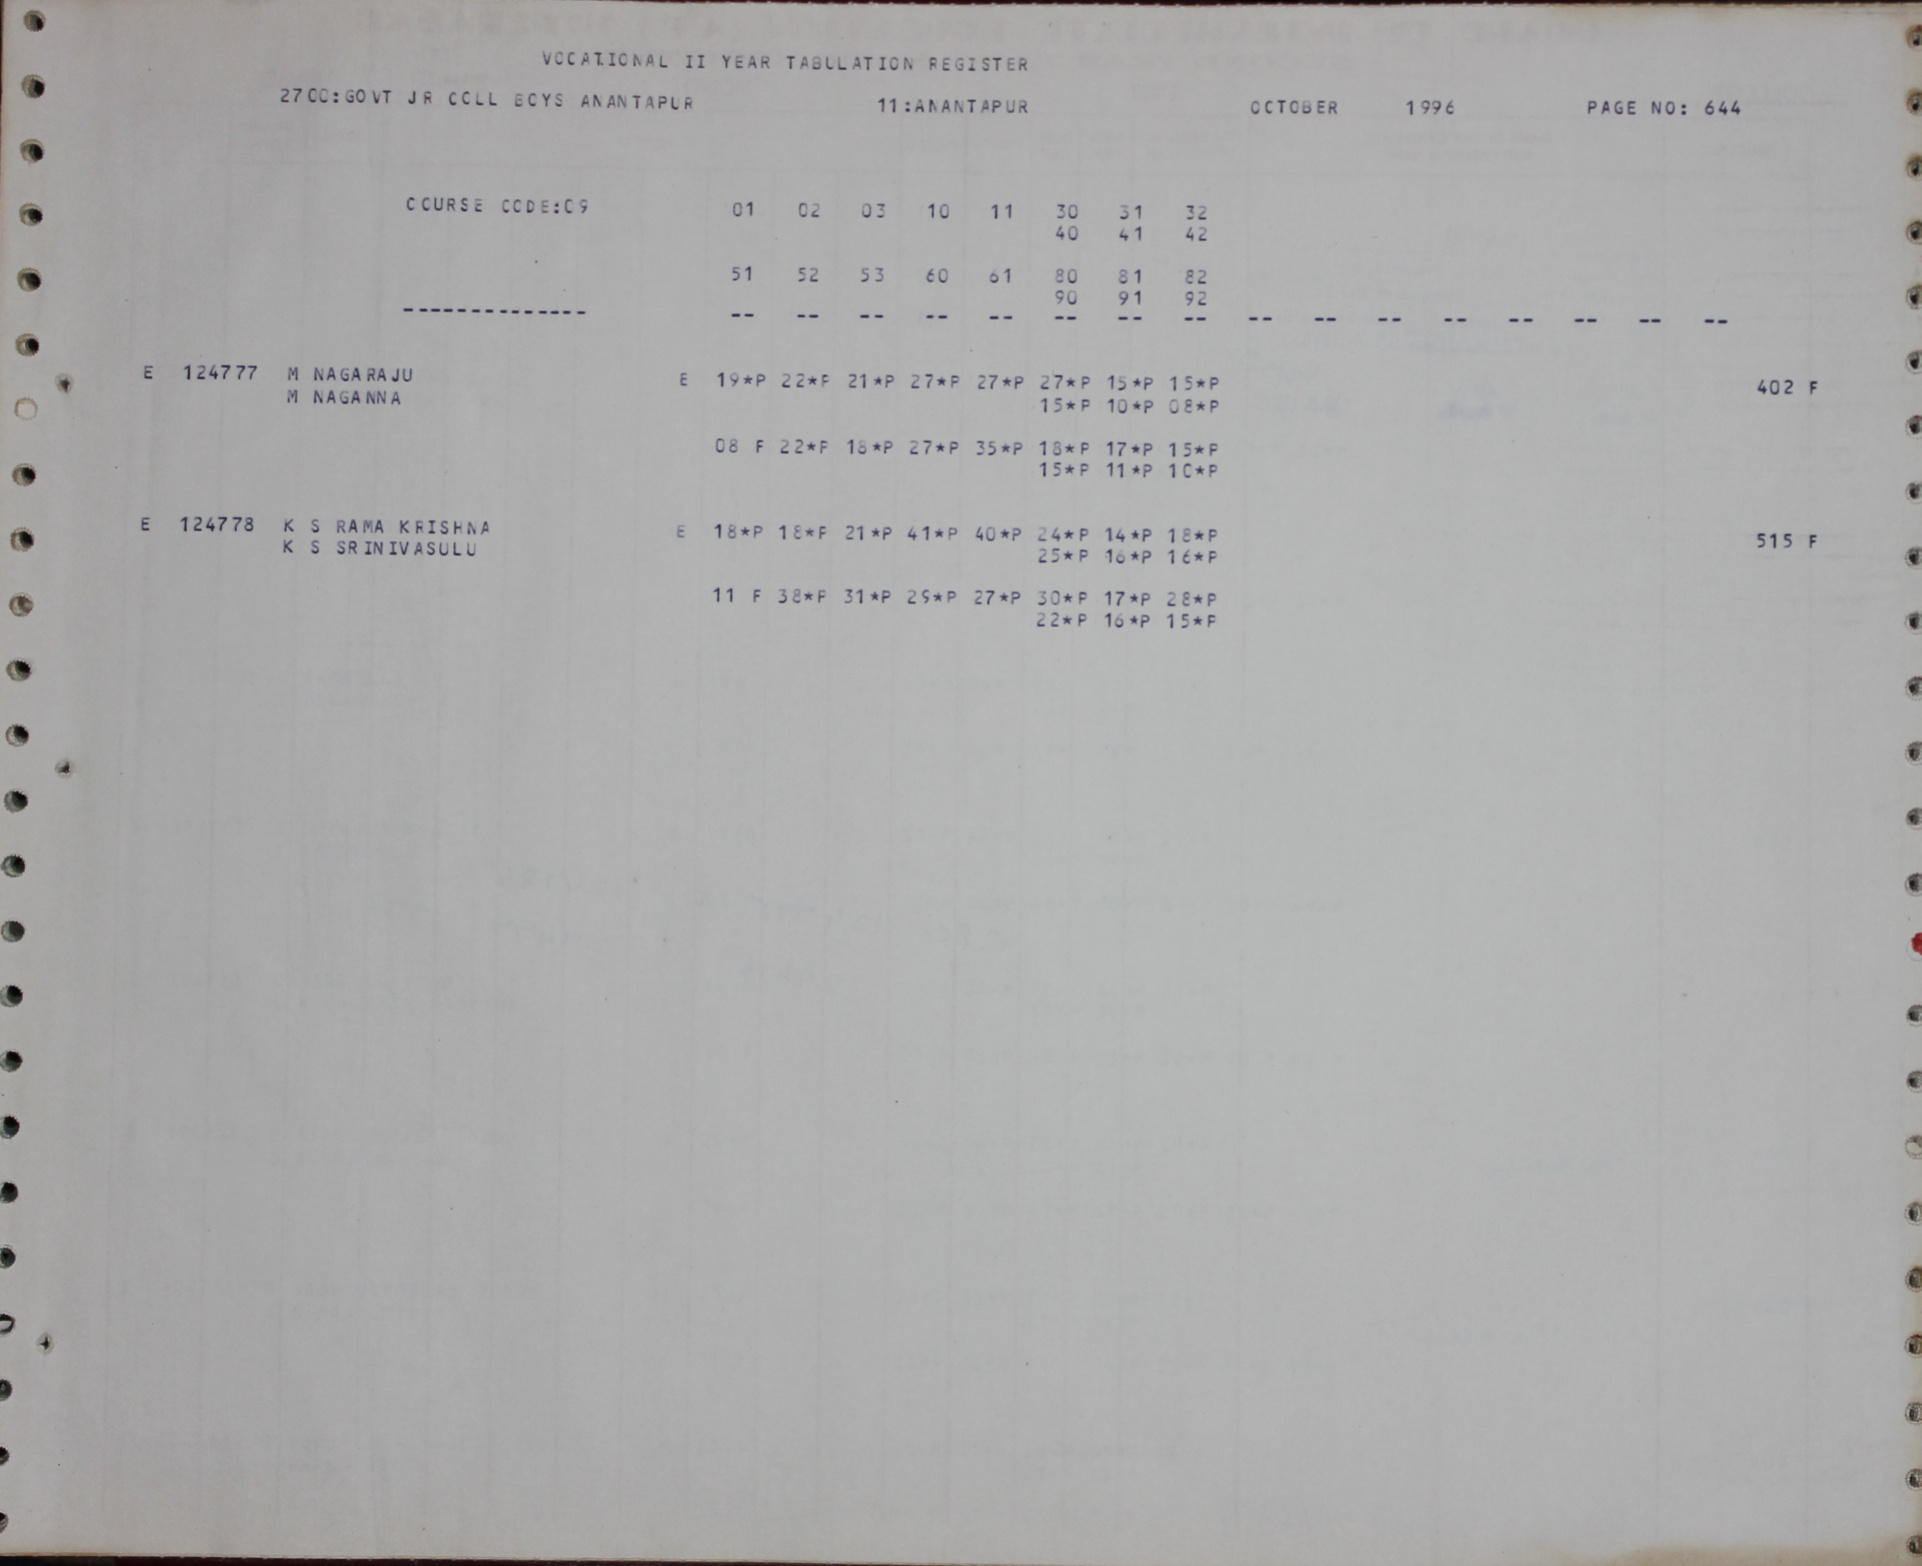 VOCATIONAL II YEAR TABULATION REGISTER
2700:GOVT JR COLL BOYS ANANTAPUR 11:ANANTAPUR OCTOBER 1996 PAGE NO: 644
COURSE CODE:09 01 02 03 10 11 30 31 32
40 41 42
51 52 53 60 61 80 81 82
90 91 92
-------------- -- -- -- -- -- -- -- -- -- -- -- -- -- -- -- --
E 124777 M NAGARAJU E 19*P 22*P 21*P 27*P 27*P 27*P 15*P 15*P 402 F
M NAGANNA 15*P 10*P 08*P
08 F 22*P 18*P 27*P 35*P 18*P 17*P 15*P
15*P 11*P 10*P
E 124778 K S RAMA KRISHNA E 18*P 18*P 21*P 41*P 40*P 24*P 14*P 18*P 515 F
K S SRINIVASULU 25*P 16*P 16*P
11 F 38*P 31*P 29*P 27*P 30*P 17*P 28*P
22*P 16*P 15*P